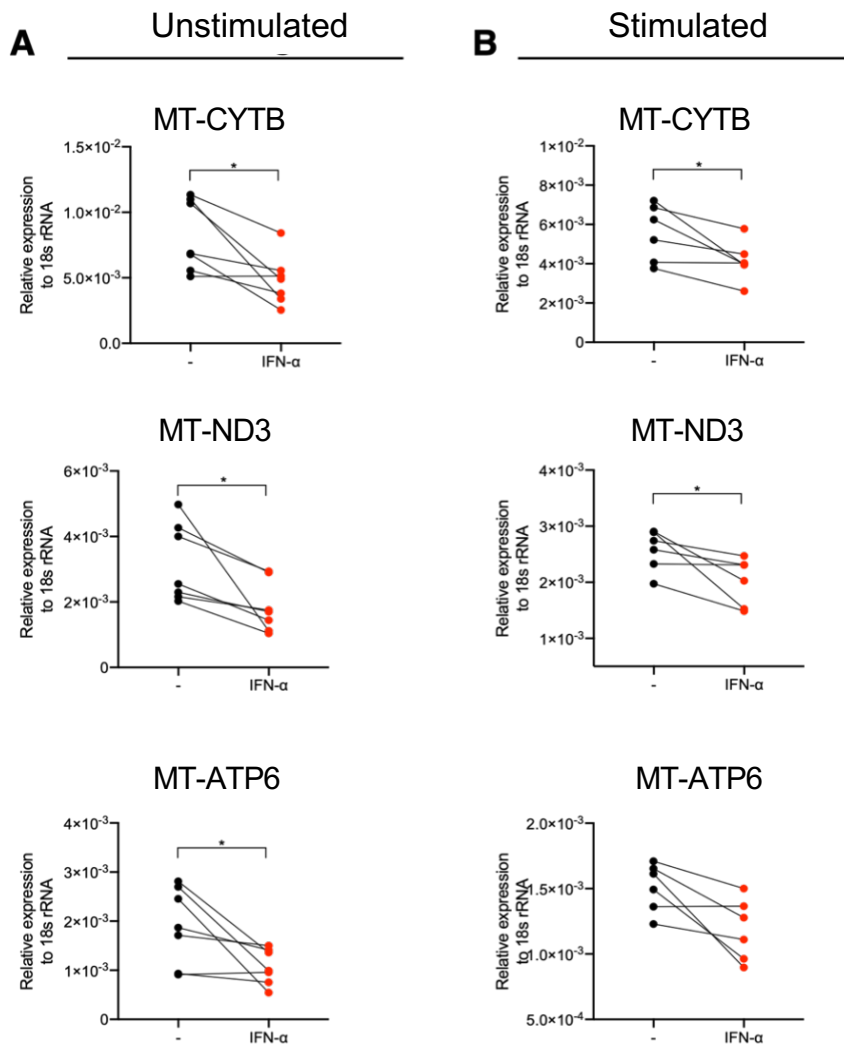 A
Unstimulated
MT-CYTB
Relative expression
to 18s rRNA
1.5×10⁻²
1.0×10⁻²
5.0×10⁻³
0.0
*
-
IFN-α
MT-ND3
Relative expression
to 18s rRNA
6×10⁻³
4×10⁻³
2×10⁻³
0
*
-
IFN-α
MT-ATP6
Relative expression
to 18s rRNA
4×10⁻³
3×10⁻³
2×10⁻³
1×10⁻³
0
*
-
IFN-α
B
Stimulated
MT-CYTB
Relative expression
to 18s rRNA
1×10⁻²
8×10⁻³
6×10⁻³
4×10⁻³
2×10⁻³
0
*
-
IFN-α
MT-ND3
Relative expression
to 18s rRNA
4×10⁻³
3×10⁻³
2×10⁻³
1×10⁻³
*
-
IFN-α
MT-ATP6
Relative expression
to 18s rRNA
2.0×10⁻³
1.5×10⁻³
1.0×10⁻³
5.0×10⁻⁴
-
IFN-α